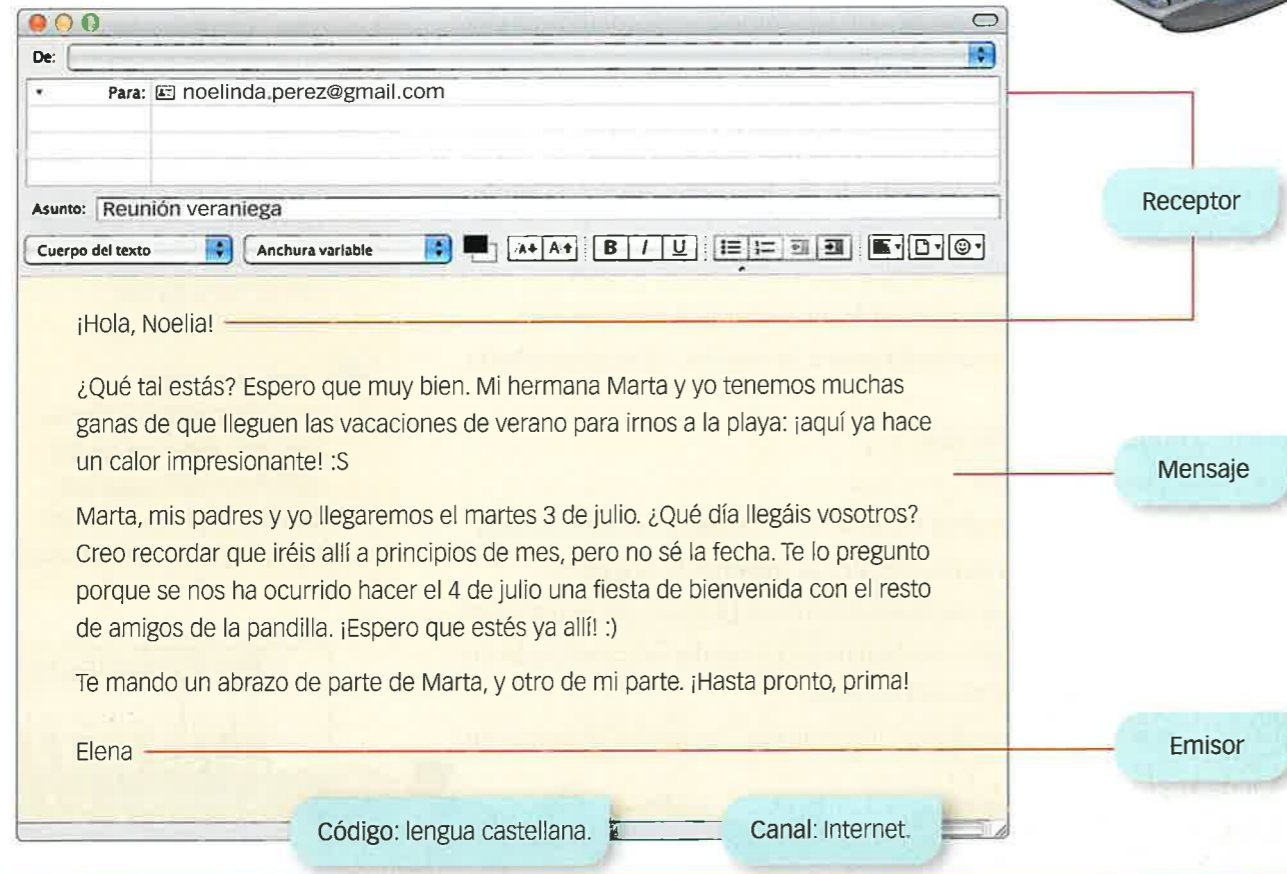 De:
Para: noelinda.perez@gmail.com
Receptor
Asunto: Reunión veraniega
Cuerpo del texto Anchura variable A A B I U
¡Hola, Noelia!
¿Qué tal estás? Espero que muy bien. Mi hermana Marta y yo tenemos muchas
ganas de que lleguen las vacaciones de verano para irnos a la playa: ¡aquí ya hace
un calor impresionante! :S
Mensaje
Marta, mis padres y yo llegaremos el martes 3 de julio. ¿Qué día llegáis vosotros?
Creo recordar que iréis allí a principios de mes, pero no sé la fecha. Te lo pregunto
porque se nos ha ocurrido hacer el 4 de julio una fiesta de bienvenida con el resto
de amigos de la pandilla. ¡Espero que estés ya allí! :)
Te mando un abrazo de parte de Marta, y otro de mi parte. ¡Hasta pronto, prima!
Elena
Emisor
Código: lengua castellana.
Canal: Internet.